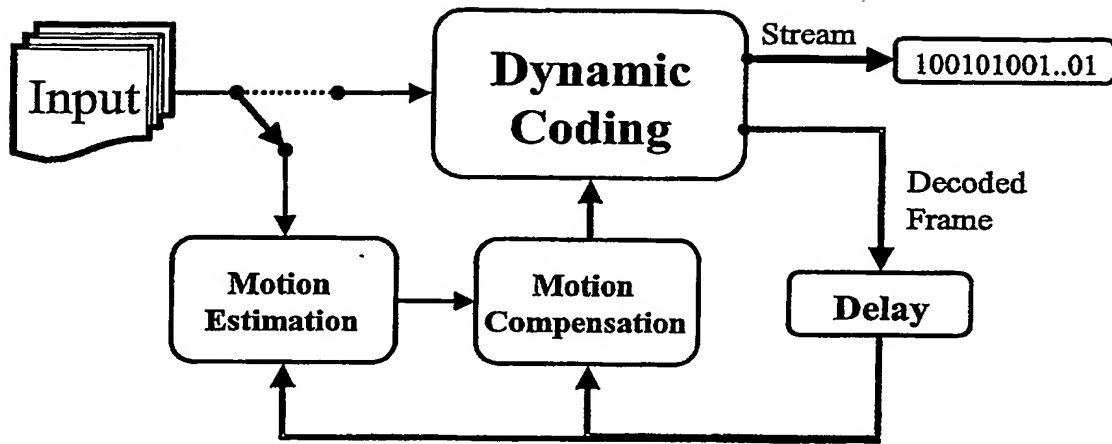 Input
Dynamic
Coding
Stream
100101001..01
Decoded
Frame
Motion
Estimation
Motion
Compensation
Delay